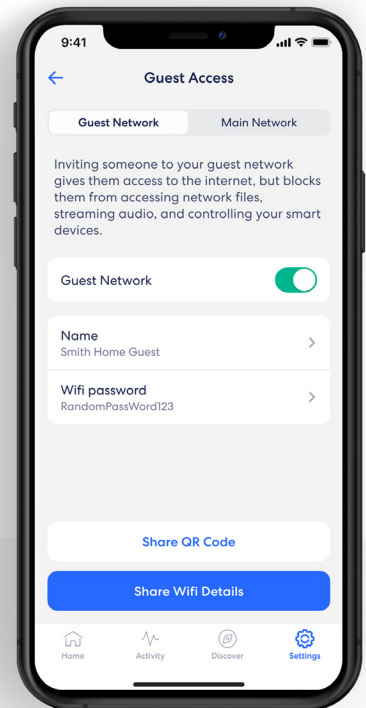 9:41
Guest Access
Guest Network
Main Network
Inviting someone to your guest network
gives them access to the internet, but blocks
them from accessing network files,
streaming audio, and controlling your smart
devices.
Guest Network
Name
Smith Home Guest
Wifi password
RandomPassWord123
Share QR Code
Share Wifi Details
Home
Activity
Discover
Settings